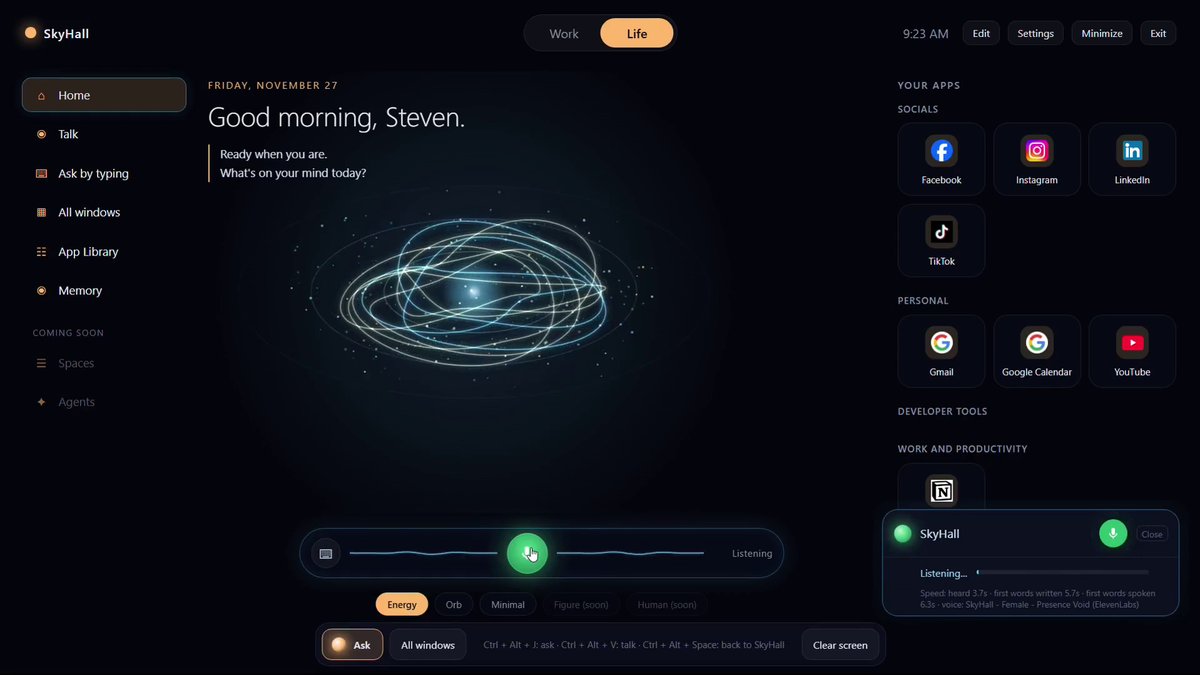 SkyHall
Work
Life
9:23 AM
Edit
Settings
Minimize
Exit
Home
Talk
Ask by typing
All windows
App Library
Memory
COMING SOON
Spaces
Agents
FRIDAY, NOVEMBER 27
Good morning, Steven.
Ready when you are.
What's on your mind today?
YOUR APPS
SOCIALS
Facebook
Instagram
LinkedIn
TikTok
PERSONAL
Gmail
Google Calendar
YouTube
DEVELOPER TOOLS
WORK AND PRODUCTIVITY
Listening
Energy
Orb
Minimal
Figure (soon)
Human (soon)
Ask
All windows
Ctrl + Alt + J: ask · Ctrl + Alt + V: talk · Ctrl + Alt + Space: back to SkyHall
Clear screen
SkyHall
Close
Listening...
Speed: heard 3.7s · first words written 5.7s · first words spoken
6.3s · voice: SkyHall - Female - Presence Void (ElevenLabs)